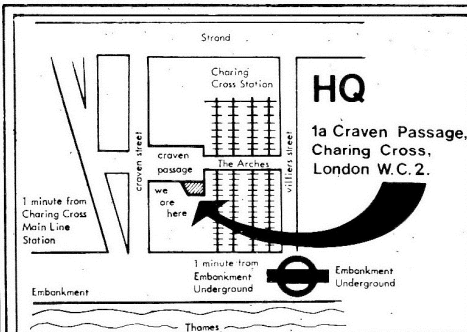 Strand
Charing
Cross Station
HQ
1a Craven Passage,
Charing Cross,
London W.C.2.
craven street
craven
passage
The Arches
villiers street
we
are
here
1 minute from
Charing Cross
Main Line
Station
1 minute from
Embankment
Underground
Embankment
Underground
Embankment
Thames